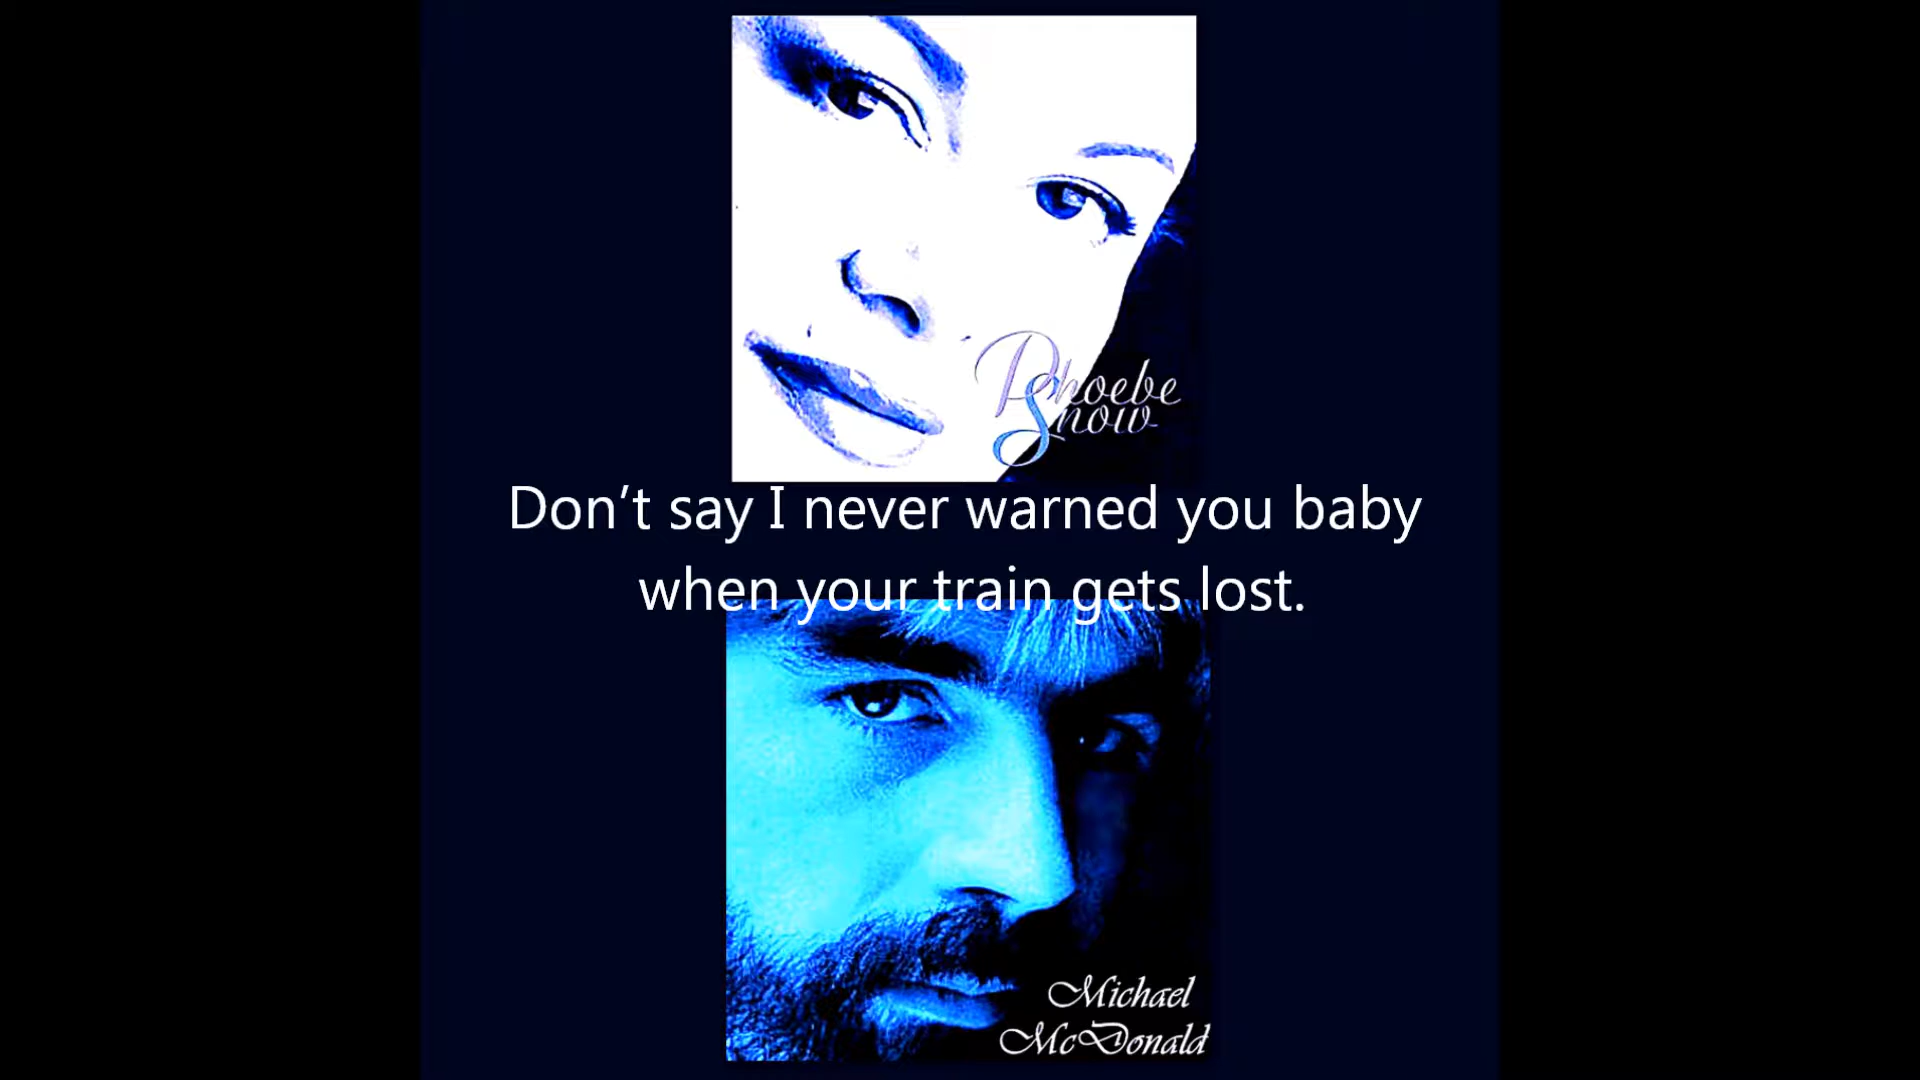 Phoebe
Snow
Don’t say I never warned you baby
when your train gets lost.
Michael
McDonald